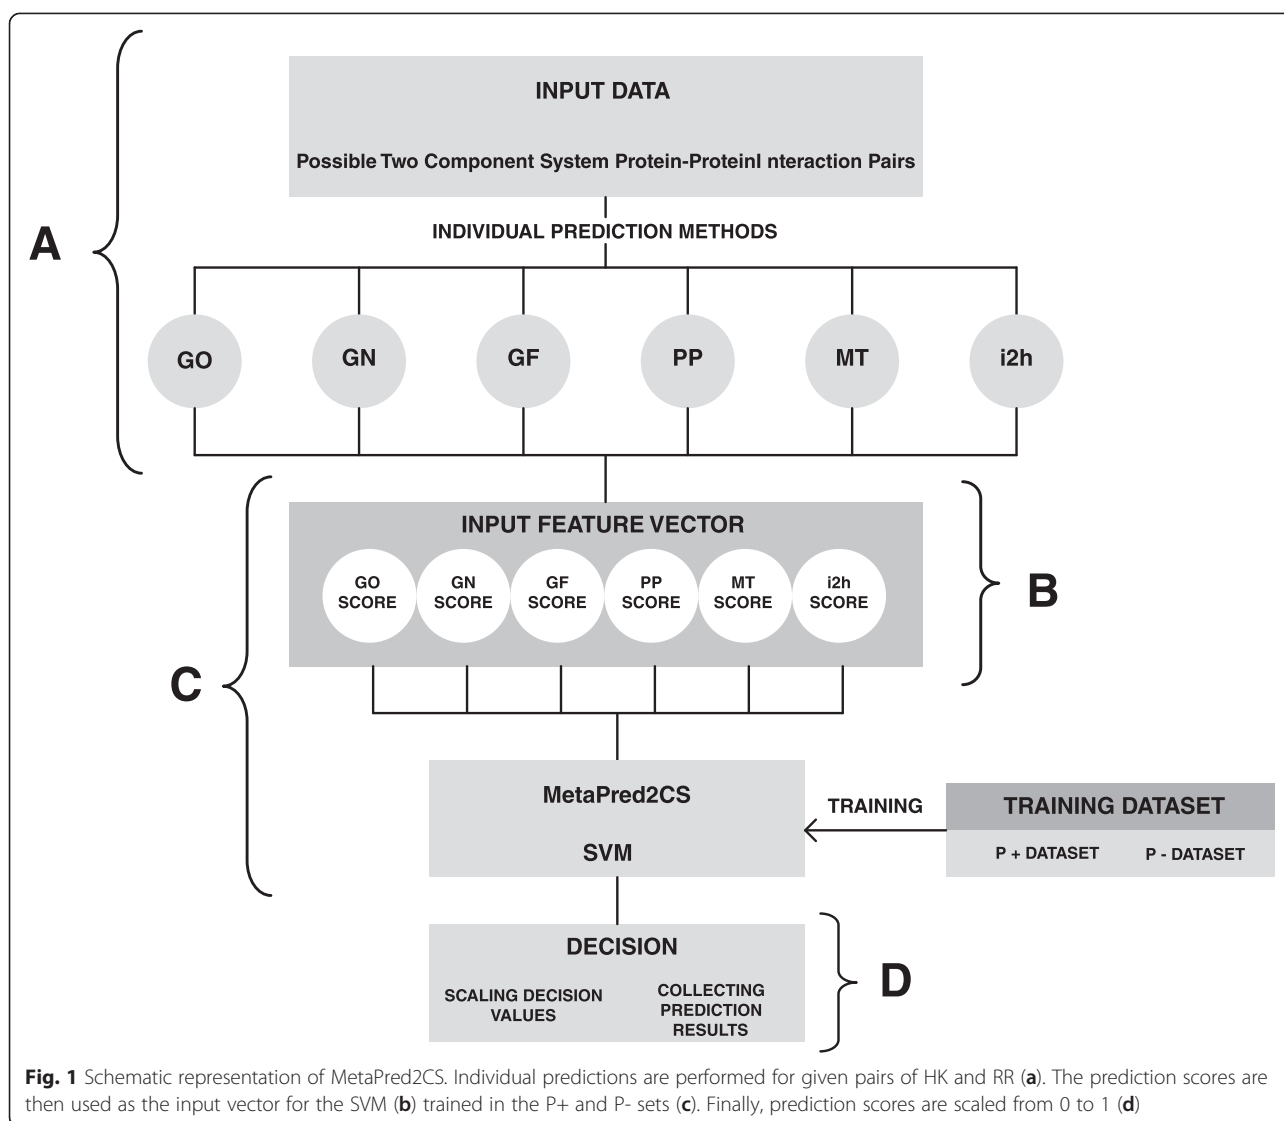 INPUT DATA
Possible Two Component System Protein-ProteinI nteraction Pairs
A
INDIVIDUAL PREDICTION METHODS
GO
GN
GF
PP
MT
i2h
INPUT FEATURE VECTOR
GO
SCORE
GN
SCORE
GF
SCORE
PP
SCORE
MT
SCORE
i2h
SCORE
B
C
MetaPred2CS
SVM
TRAINING
TRAINING DATASET
P + DATASET
P - DATASET
DECISION
SCALING DECISION
VALUES
COLLECTING
PREDICTION
RESULTS
D
Fig. 1 Schematic representation of MetaPred2CS. Individual predictions are performed for given pairs of HK and RR (a). The prediction scores are
then used as the input vector for the SVM (b) trained in the P+ and P- sets (c). Finally, prediction scores are scaled from 0 to 1 (d)